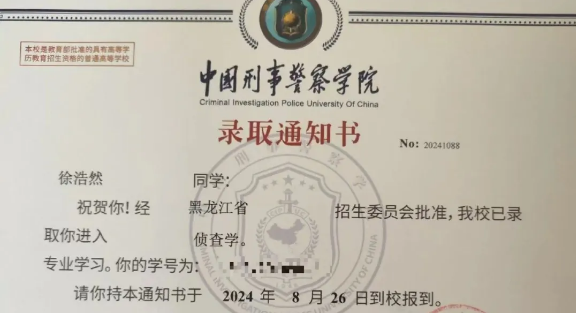 本校是教育部批准的具有高等学
历教育招生资格的普通高等学校
中国刑事警察学院
Criminal Investigation Police University Of China
录取通知书
No: 20241088
徐浩然 同学:
祝贺你! 经 黑龙江省 招生委员会批准,我校已录
取你进入 侦查学。
专业学习。你的学号为:
请你持本通知书于 2024 年 8 月 26 日到校报到。